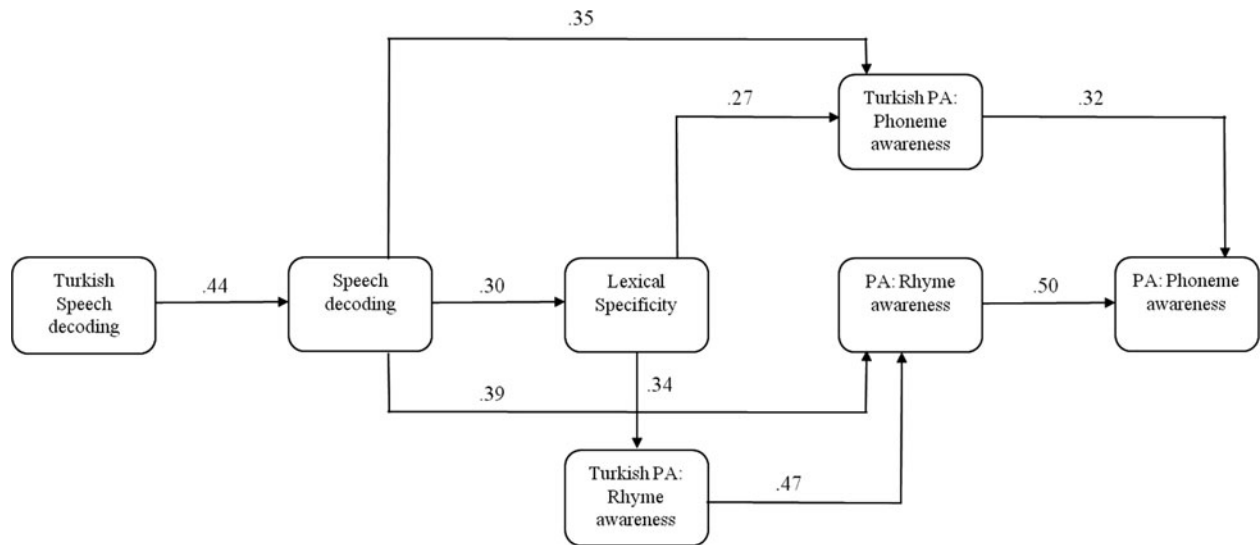 .35
Turkish PA:
Phoneme
awareness
.27
.32
Turkish
Speech
decoding
.44
Speech
decoding
.30
Lexical
Specificity
PA: Rhyme
awareness
.50
PA: Phoneme
awareness
.39
.34
Turkish PA:
Rhyme
awareness
.47